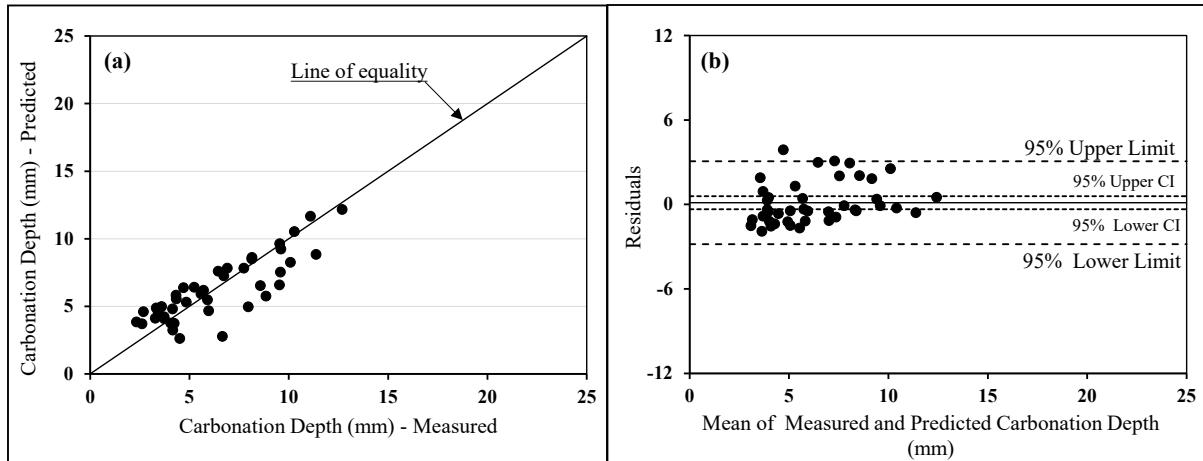 (a)
Line of equality
25
20
15
10
5
0
0 5 10 15 20 25
Carbonation Depth (mm) - Predicted
Carbonation Depth (mm) - Measured
(b)
12
6
0
-6
-12
0 5 10 15 20 25
Residuals
95% Upper Limit
95% Upper CI
95% Lower CI
95% Lower Limit
Mean of Measured and Predicted Carbonation Depth
(mm)